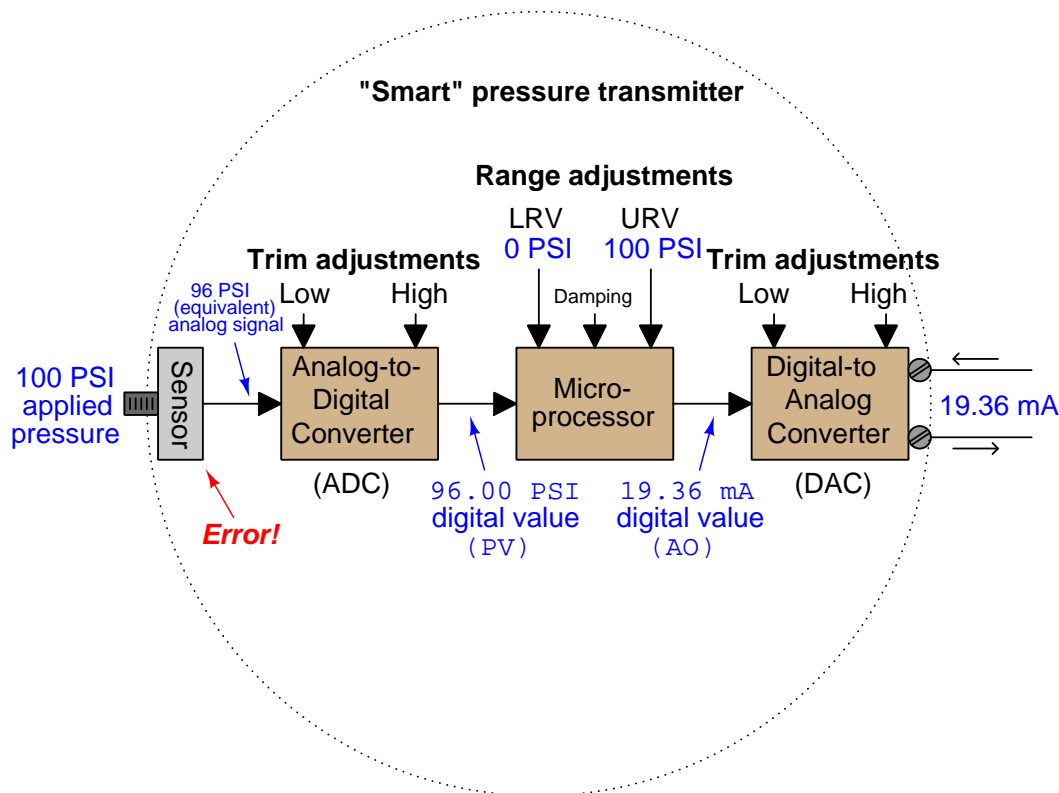 "Smart" pressure transmitter
Range adjustments
LRV
0 PSI
URV
100 PSI
Trim adjustments
Low
High
Damping
Trim adjustments
Low
High
96 PSI
(equivalent)
analog signal
100 PSI
applied
pressure
Sensor
Analog-to-
Digital
Converter
(ADC)
Micro-
processor
Digital-to
Analog
Converter
(DAC)
19.36 mA
Error!
96.00 PSI
digital value
(PV)
19.36 mA
digital value
(AO)